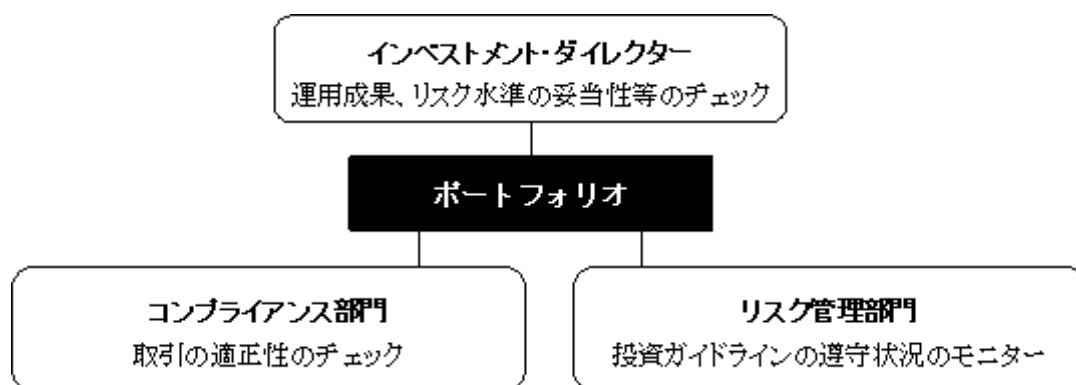 インベストメント・ダイレクター
運用成果、リスク水準の妥当性等のチェック
ポートフォリオ
コンプライアンス部門
取引の適正性のチェック
リスク管理部門
投資ガイドラインの遵守状況のモニター